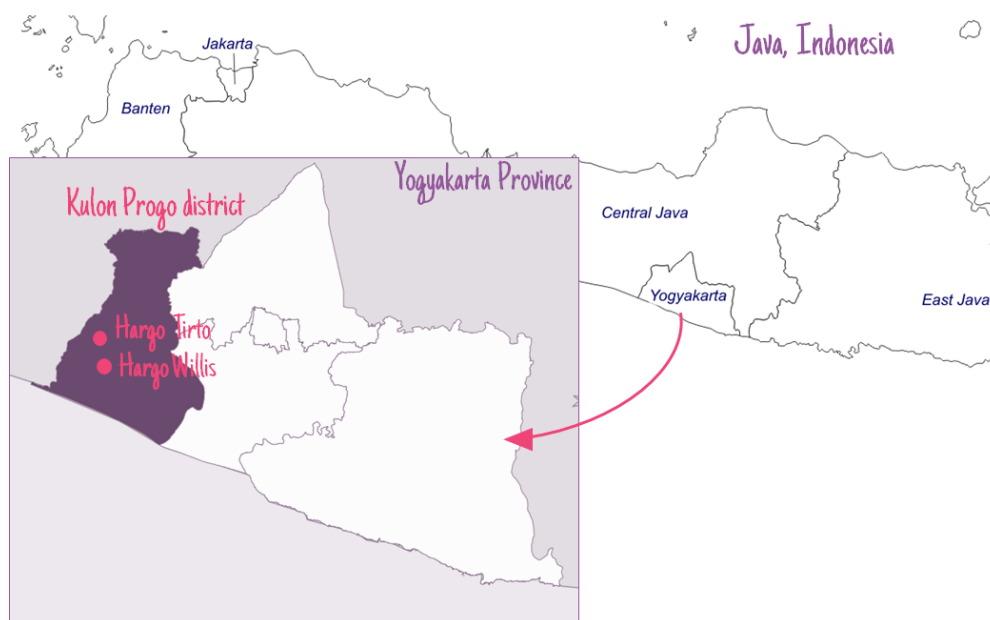 Jakarta
Java, Indonesia
Banten
Yogyakarta Province
Kulon Progo district
Central Java
Yogyakarta
East Java
Hargo Tirto
Hargo Willis